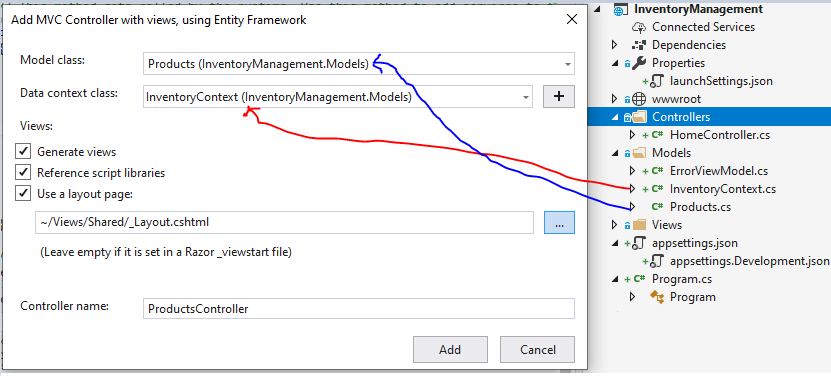 Add MVC Controller with views, using Entity Framework
Model class:
Products (InventoryManagement.Models)
Data context class:
InventoryContext (InventoryManagement.Models)
+
Views:
Generate views
Reference script libraries
Use a layout page:
~/Views/Shared/_Layout.cshtml
...
(Leave empty if it is set in a Razor _viewstart file)
Controller name:
ProductsController
Add
Cancel
InventoryManagement
Connected Services
Dependencies
Properties
launchSettings.json
wwwroot
Controllers
C# HomeController.cs
Models
C# ErrorViewModel.cs
C# InventoryContext.cs
C# Products.cs
Views
appsettings.json
appsettings.Development.json
C# Program.cs
Program